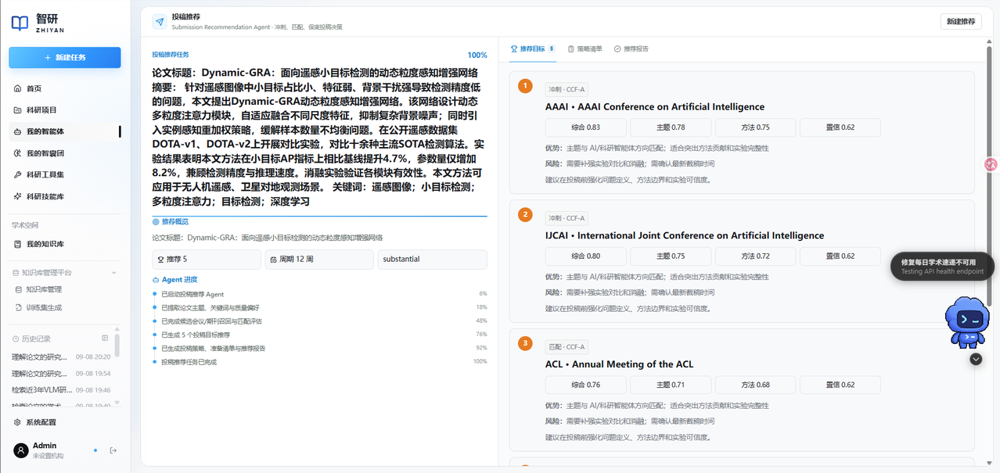 智研
ZHIYAN
+ 新建任务
首页
科研项目
我的智能体
我的智囊团
科研工具集
科研技能库
学术空间
我的知识库
知识库管理平台
知识库管理
训练集生成
历史记录
理解论文的研究... 09-08 20:20
理解论文的研究... 09-08 19:54
检索近3年VLM研... 09-08 19:46
系统配置
Admin
未设置机构
投稿推荐
Submission Recommendation Agent · 冲刺、匹配、保底投稿决策
新建推荐
投稿推荐任务 100%
论文标题：Dynamic-GRA：面向遥感小目标检测的动态粒度感知增强网络
摘要： 针对遥感图像中小目标占比小、特征弱、背景干扰强导致检测精度低
的问题，本文提出Dynamic-GRA动态粒度感知增强网络。该网络设计动态
多粒度注意力模块，自适应融合不同尺度特征，抑制复杂背景噪声；同时引
入实例感知重加权策略，缓解样本数量不均衡问题。在公开遥感数据集
DOTA-v1、DOTA-v2上开展对比实验，对比十余种主流SOTA检测算法。实
验结果表明本文方法在小目标AP指标上相比基线提升4.7%，参数量仅增加
8.2%，兼顾检测精度与推理速度。消融实验验证各模块有效性。本文方法可
应用于无人机遥感、卫星对地观测场景。 关键词：遥感图像；小目标检测；
多粒度注意力；目标检测；深度学习
推荐概览
论文标题：Dynamic-GRA：面向遥感小目标检测的动态粒度感知增强网络
推荐 5
周期 12 周
substantial
Agent 进度
已启动投稿推荐 Agent 6%
已提取论文主题、关键词与质量偏好 18%
已完成候选会议/期刊召回与匹配评估 48%
已生成 5 个投稿目标推荐 76%
已生成投稿策略、准备清单与推荐报告 92%
投稿推荐任务已完成 100%
推荐目标 5
策略清单
推荐报告
1
冲刺 · CCF-A
AAAI • AAAI Conference on Artificial Intelligence
综合 0.83
主题 0.78
方法 0.75
置信 0.62
优势：主题与 AI/科研智能体方向匹配；适合突出方法贡献和实验完整性
风险：需要补强实验对比和消融；需确认最新截稿时间
建议在投稿前强化问题定义、方法边界和实验可信度。
2
冲刺 · CCF-A
IJCAI • International Joint Conference on Artificial Intelligence
综合 0.80
主题 0.75
方法 0.72
置信 0.62
优势：主题与 AI/科研智能体方向匹配；适合突出方法贡献和实验完整性
风险：需要补强实验对比和消融；需确认最新截稿时间
建议在投稿前强化问题定义、方法边界和实验可信度。
3
匹配 · CCF-A
ACL • Annual Meeting of the ACL
综合 0.76
主题 0.71
方法 0.68
置信 0.62
优势：主题与 AI/科研智能体方向匹配；适合突出方法贡献和实验完整性
风险：需要补强实验对比和消融；需确认最新截稿时间
建议在投稿前强化问题定义、方法边界和实验可信度。
修复每日学术速递不可用
Testing API health endpoint